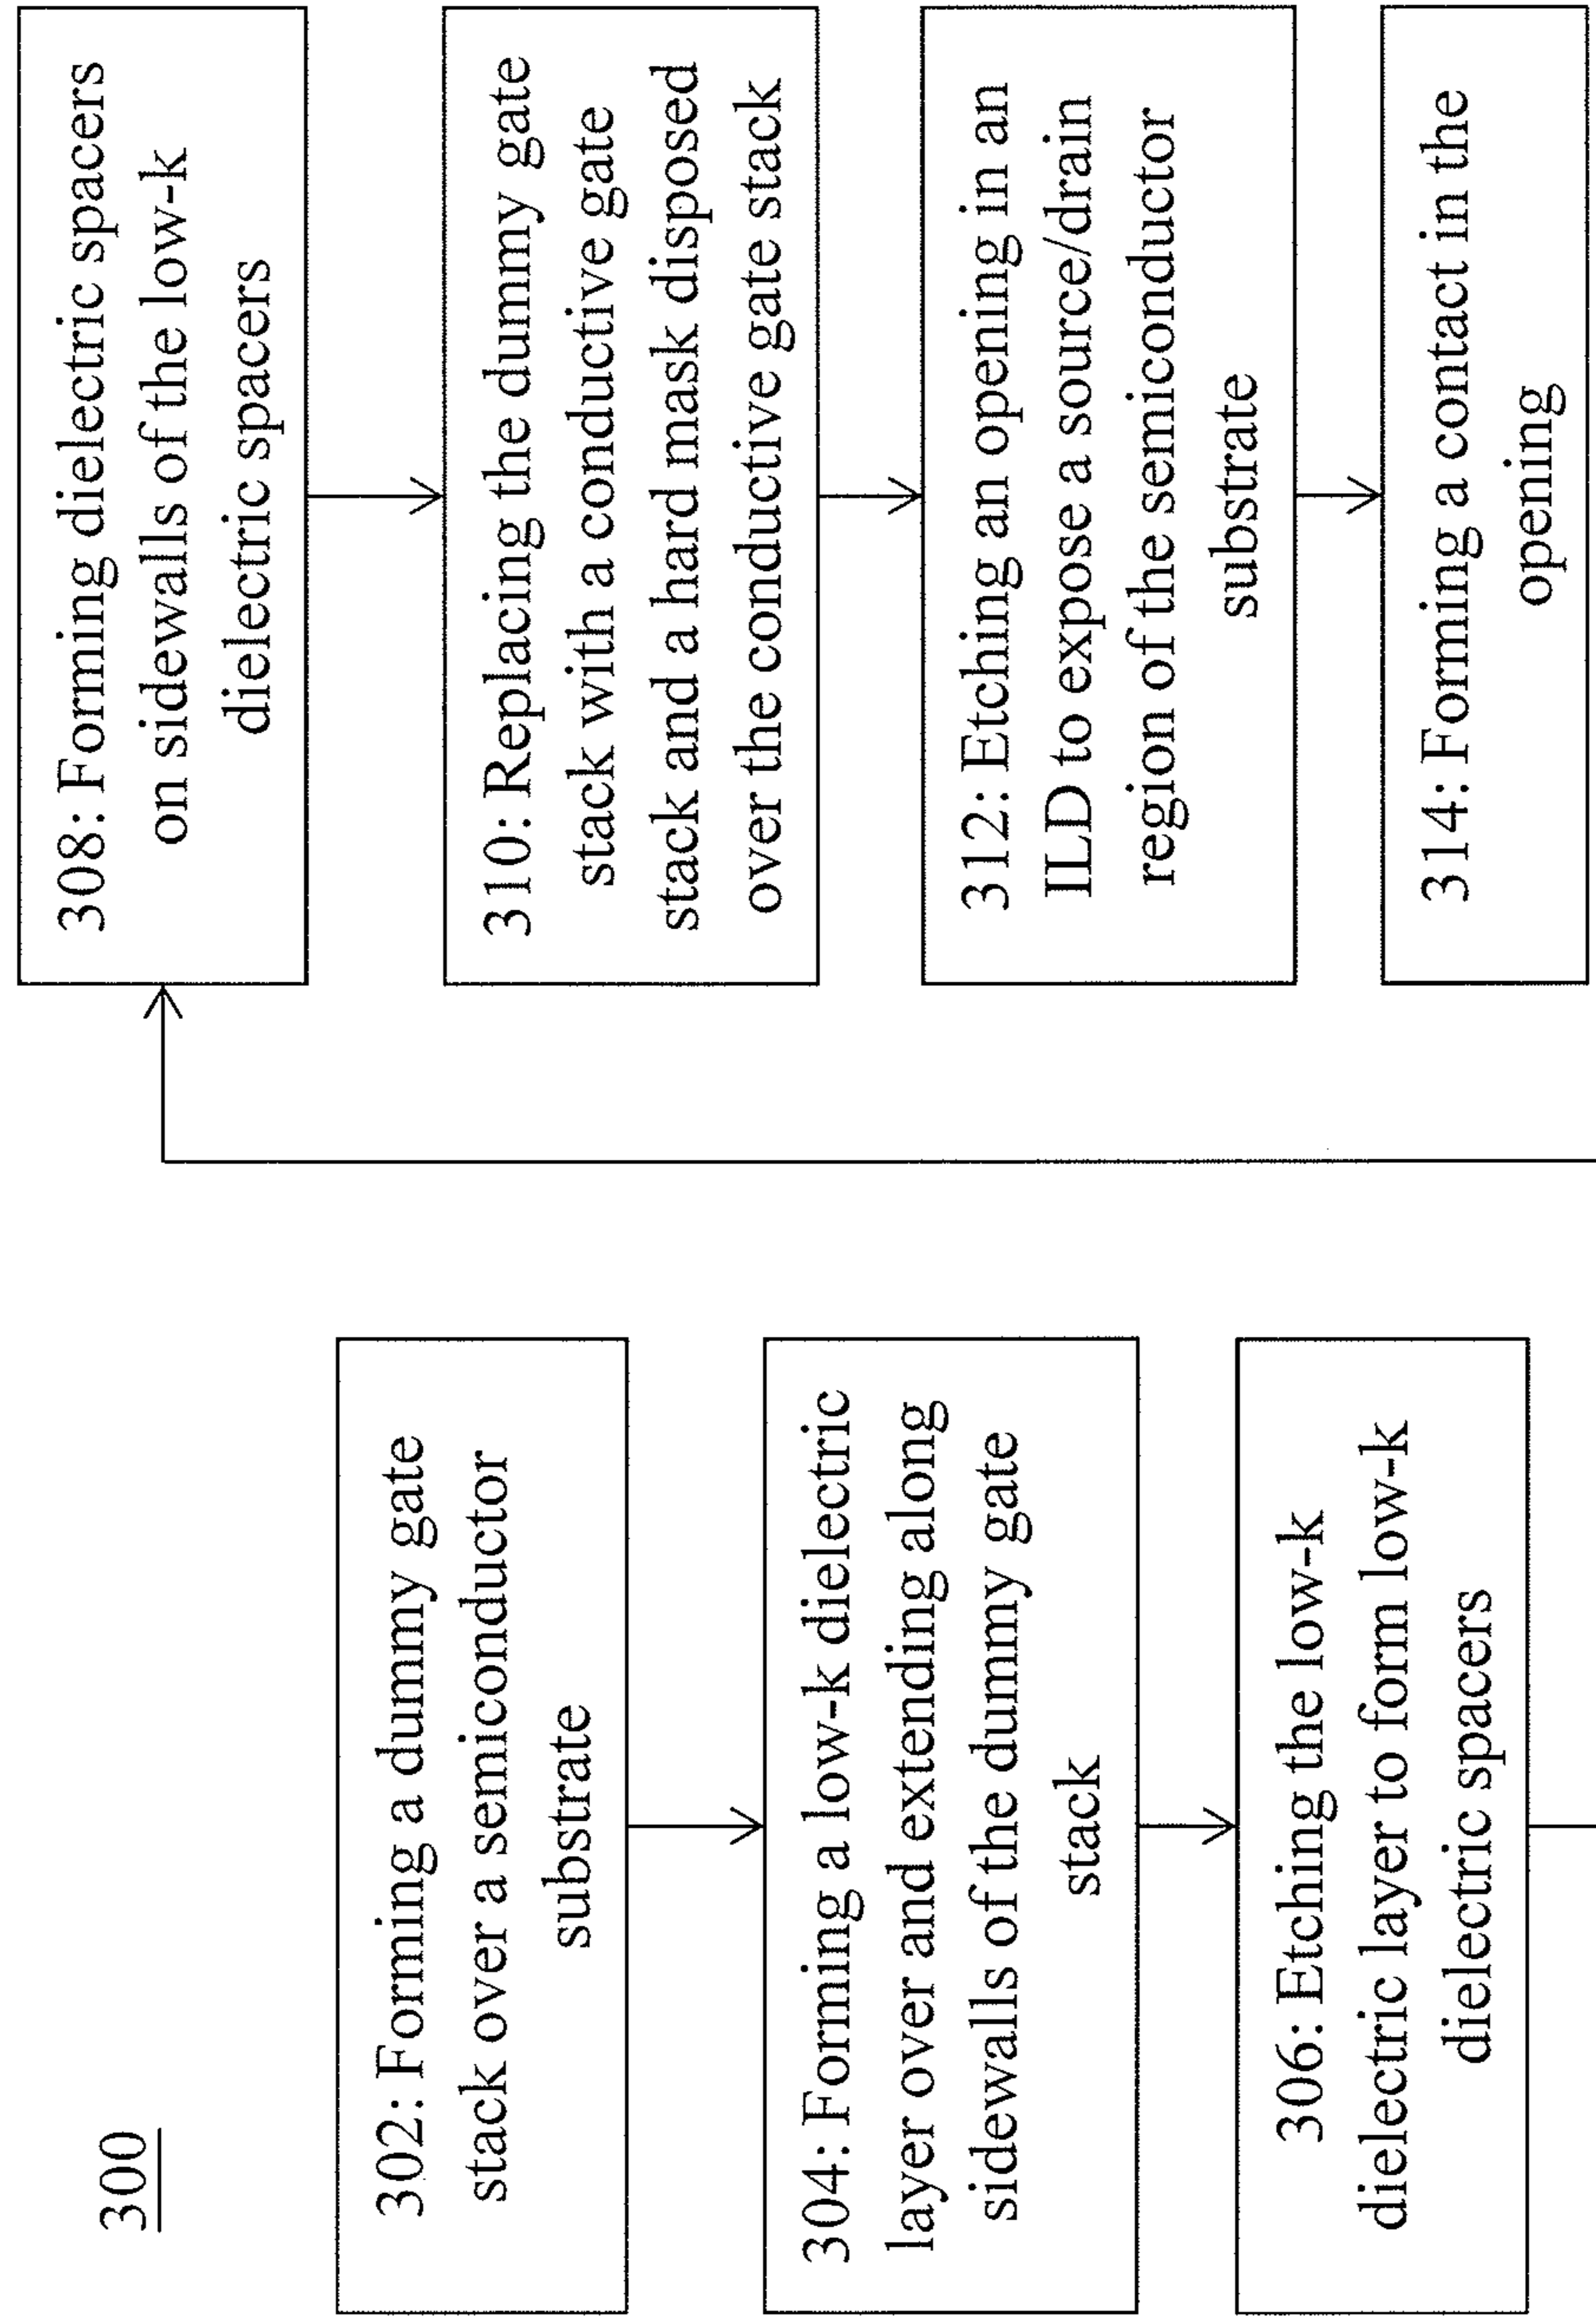 300
302: Forming a dummy gate
stack over a semiconductor
substrate
304: Forming a low-k dielectric
layer over and extending along
sidewalls of the dummy gate
stack
306: Etching the low-k
dielectric layer to form low-k
dielectric spacers
308: Forming dielectric spacers
on sidewalls of the low-k
dielectric spacers
310: Replacing the dummy gate
stack with a conductive gate
stack and a hard mask disposed
over the conductive gate stack
312: Etching an opening in an
ILD to expose a source/drain
region of the semiconductor
substrate
314: Forming a contact in the
opening